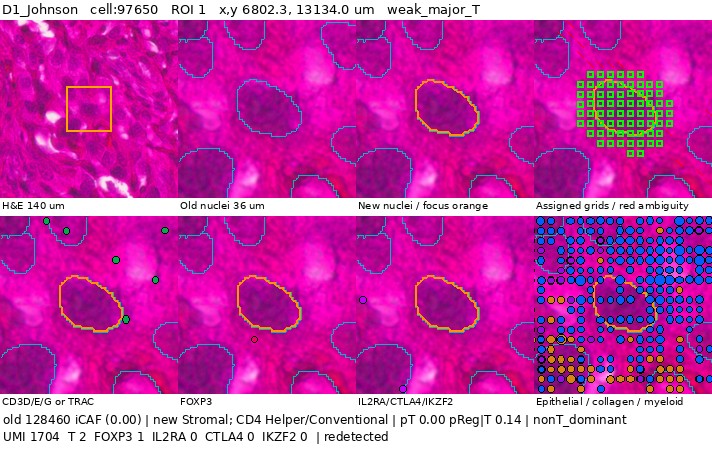 D1_Johnson cell:97650 ROI 1 x,y 6802.3, 13134.0 um weak_major_T
H&E 140 um
Old nuclei 36 um
New nuclei / focus orange
Assigned grids / red ambiguity
CD3D/E/G or TRAC
FOXP3
IL2RA/CTLA4/IKZF2
Epithelial / collagen / myeloid
old 128460 iCAF (0.00) | new Stromal; CD4 Helper/Conventional | pT 0.00 pReg|T 0.14 | nonT_dominant
UMI 1704 T 2 FOXP3 1 IL2RA 0 CTLA4 0 IKZF2 0 | redetected